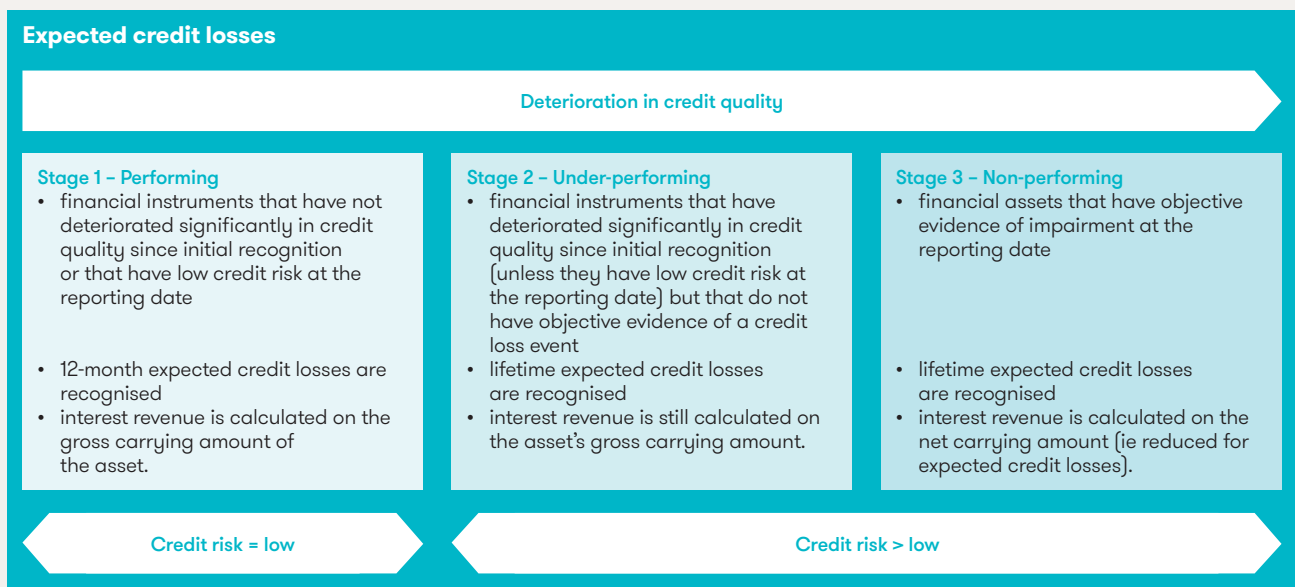 Expected credit losses
Deterioration in credit quality
Stage 1 – Performing
• financial instruments that have not
deteriorated significantly in credit
quality since initial recognition
or that have low credit risk at the
reporting date
• 12-month expected credit losses are
recognised
• interest revenue is calculated on the
gross carrying amount of
the asset.
Stage 2 – Under-performing
• financial instruments that have
deteriorated significantly in credit
quality since initial recognition
(unless they have low credit risk at
the reporting date) but that do not
have objective evidence of a credit
loss event
• lifetime expected credit losses
are recognised
• interest revenue is still calculated on
the asset’s gross carrying amount.
Stage 3 – Non-performing
• financial assets that have objective
evidence of impairment at the
reporting date
• lifetime expected credit losses
are recognised
• interest revenue is calculated on the
net carrying amount (ie reduced for
expected credit losses).
Credit risk = low
Credit risk > low